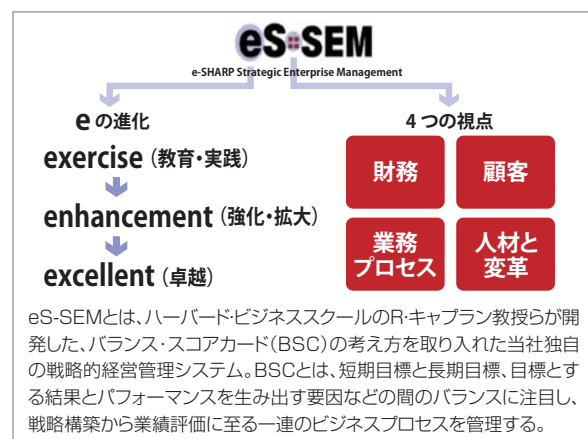 eS-SEM
e-SHARP Strategic Enterprise Management
eの進化
exercise(教育・実践)
enhancement(強化・拡大)
excellent(卓越)
4つの視点
財務
顧客
業務
プロセス
人材と
変革
eS-SEMとは、ハーバード・ビジネススクールのR・キャプラン教授らが開
発した、バランス・スコアカード(BSC)の考え方を取り入れた当社独自
の戦略的経営管理システム。BSCとは、短期目標と長期目標、目標とす
る結果とパフォーマンスを生み出す要因などの間のバランスに注目し、
戦略構築から業績評価に至る一連のビジネスプロセスを管理する。